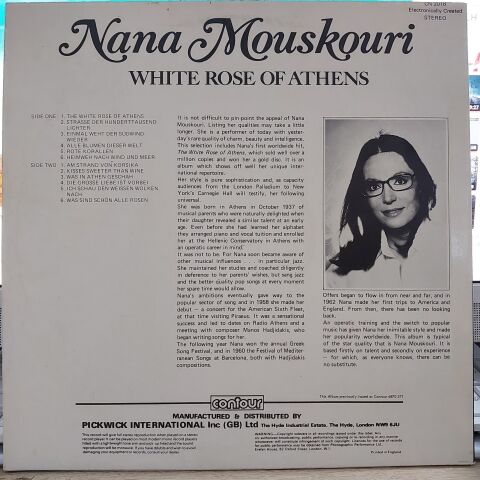 CN 2018
Electronically Created
STEREO
Nana Mouskouri
WHITE ROSE OF ATHENS
SIDE ONE 1. THE WHITE ROSE OF ATHENS
2. STRASSE DER HUNDERTTAUSEND
LICHTER
3. EINMAL WEHT DER SUDWIND
WIEDER
4. ALLE BLUMEN DIESER WELT
5. ROTE KORALLEN
6. HEIMWEH NACH WIND UND MEER
SIDE TWO 1. AM STRAND VON KORSIKA
2. KISSES SWEETER THAN WINE
3. WAS IN ATHEN GESCHAH
4. DIE GROSSE LIEBE IST VORBEI
5. ICH SCHAU DEN WEISSEN WOLKEN
NACH
6. WAS SIND SCHON ALLE ROSEN
It is not difficult to pin-point the appeal of Nana
Mouskouri. Listing her qualities may take a little
longer. She is a performer of today with yester-
day's rare quality of charm, beauty and intelligence.
This selection includes Nana's first worldwide hit,
The White Rose of Athens, which sold well over a
million copies and won her a gold disc. It is an
album which shows off well her unique inter-
national repertoire.
Her style is pure sophistication and, as capacity
audiences from the London Palladium to New
York's Carnegie Hall will testify, her following
universal.
She was born in Athens in October 1937 of
musical parents who were naturally delighted when
their daughter revealed a similar talent at an early
age. Even before she had learned her alphabet
they arranged piano and vocal tuition and enrolled
her at the Hellenic Conservatory in Athens with
an operatic career in mind.
It was not to be. For Nana soon became aware of
other musical influences . . . in particular jazz.
She maintained her studies and coached diligently
in deference to her parents' wishes, but sang jazz
and the better quality pop songs at every moment
her spare time would allow.
Nana's ambitions eventually gave way to the
popular sector of song and in 1958 she made her
debut — a concert for the American Sixth Fleet,
at that time visiting Piraeus. It was a sensational
success and led to dates on Radio Athens and a
meeting with composer Manos Hadjidakis, who
began writing songs for her.
The following year Nana won the annual Greek
Song Festival, and in 1960 the Festival of Mediter-
ranean Songs at Barcelona, both with Hadjidakis
compositions.
Offers began to flow in from near and far, and in
1962 Nana made her first trips to America and
England. From then, there has been no looking
back.
An operatic training and the switch to popular
music has given Nana her inimitable style and made
her popularity worldwide. This album is typical
of the star quality that is Nana Mouskouri. It is
based firstly on talent and secondly on experience
– for which, as everyone knows, there can be
no substitute.
This Album previously issued as Contour 6870 571
contour
MANUFACTURED & DISTRIBUTED BY
PICKWICK INTERNATIONAL Inc (GB) Ltd The Hyde Industrial Estate, The Hyde, London NW9 6JU
Printed in England